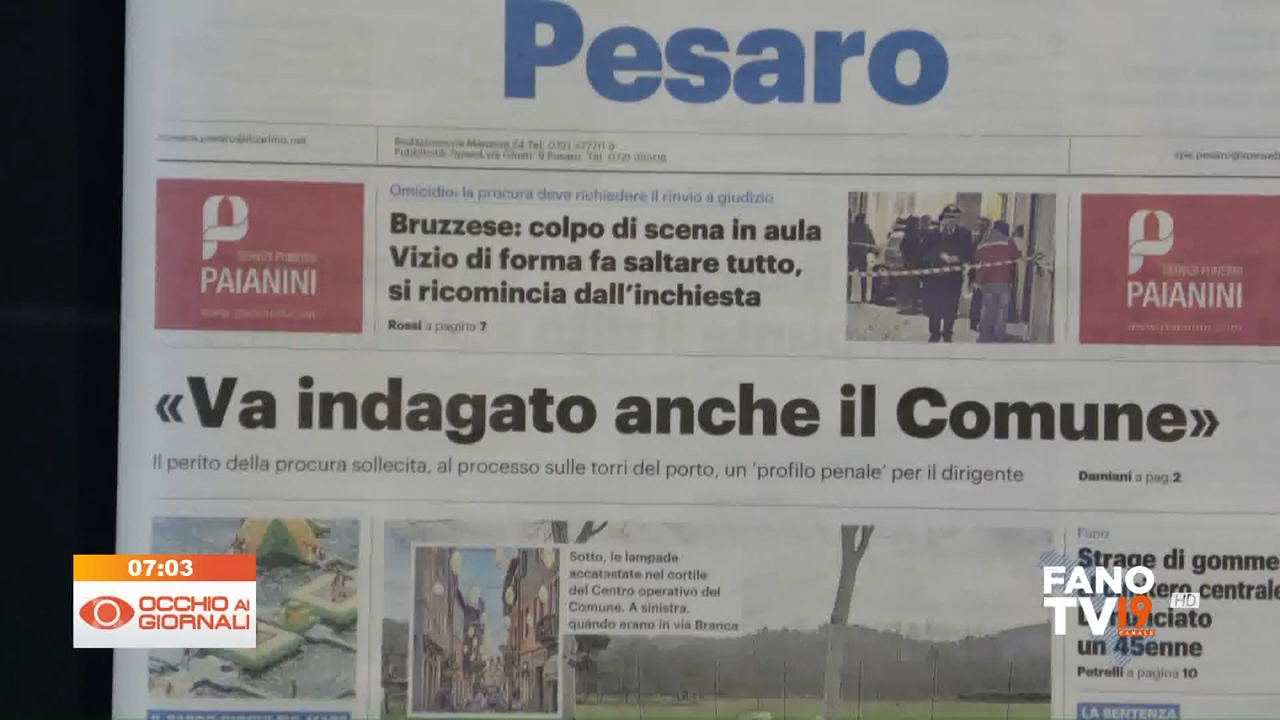 Pesaro
Omicidio: la procura deve richiedere il rinvio a giudizio
Bruzzese: colpo di scena in aula
Vizio di forma fa saltare tutto,
si ricomincia dall'inchiesta
Rossi a pagina 7
PAIANINI
PAIANINI
«Va indagato anche il Comune»
Il perito della procura sollecita, al processo sulle torri del porto, un 'profilo penale' per il dirigente
Damiani a pag 2
Sotto, le lampade
accatastate nel cortile
del Centro operativo del
Comune. A sinistra,
quando erano in via Branca
Fano
Strage di gomme
centrale
un 45enne
Petrelli a pagina 10
LA SENTENZA
07:03
OCCHIO AI
GIORNALI
FANO
TV 19 HD
CANALE